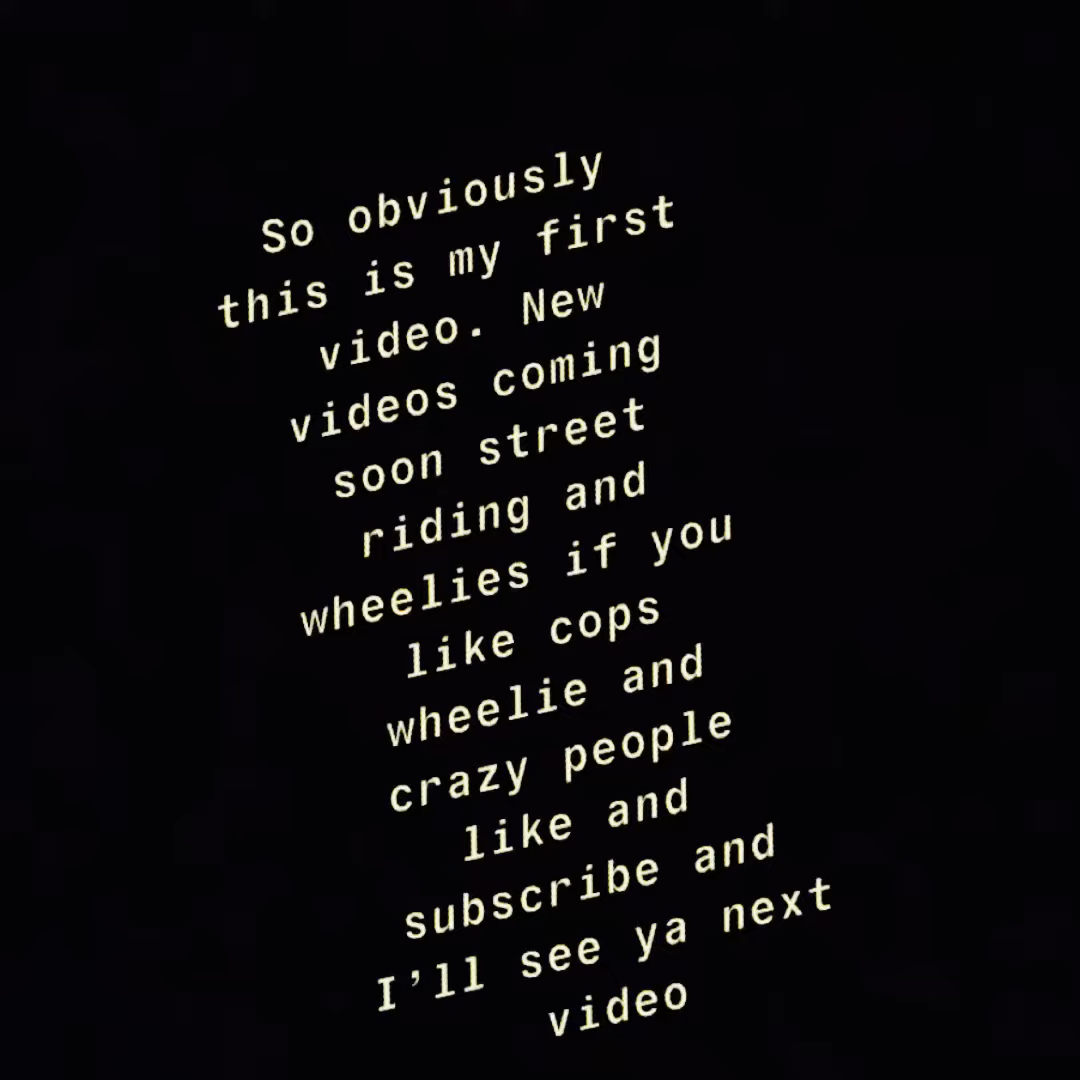 So obviously
this is my first
video. New
videos coming
soon street
riding and
wheelies if you
like cops
wheelie and
crazy people
like and
subscribe and
I’ll see ya next
video